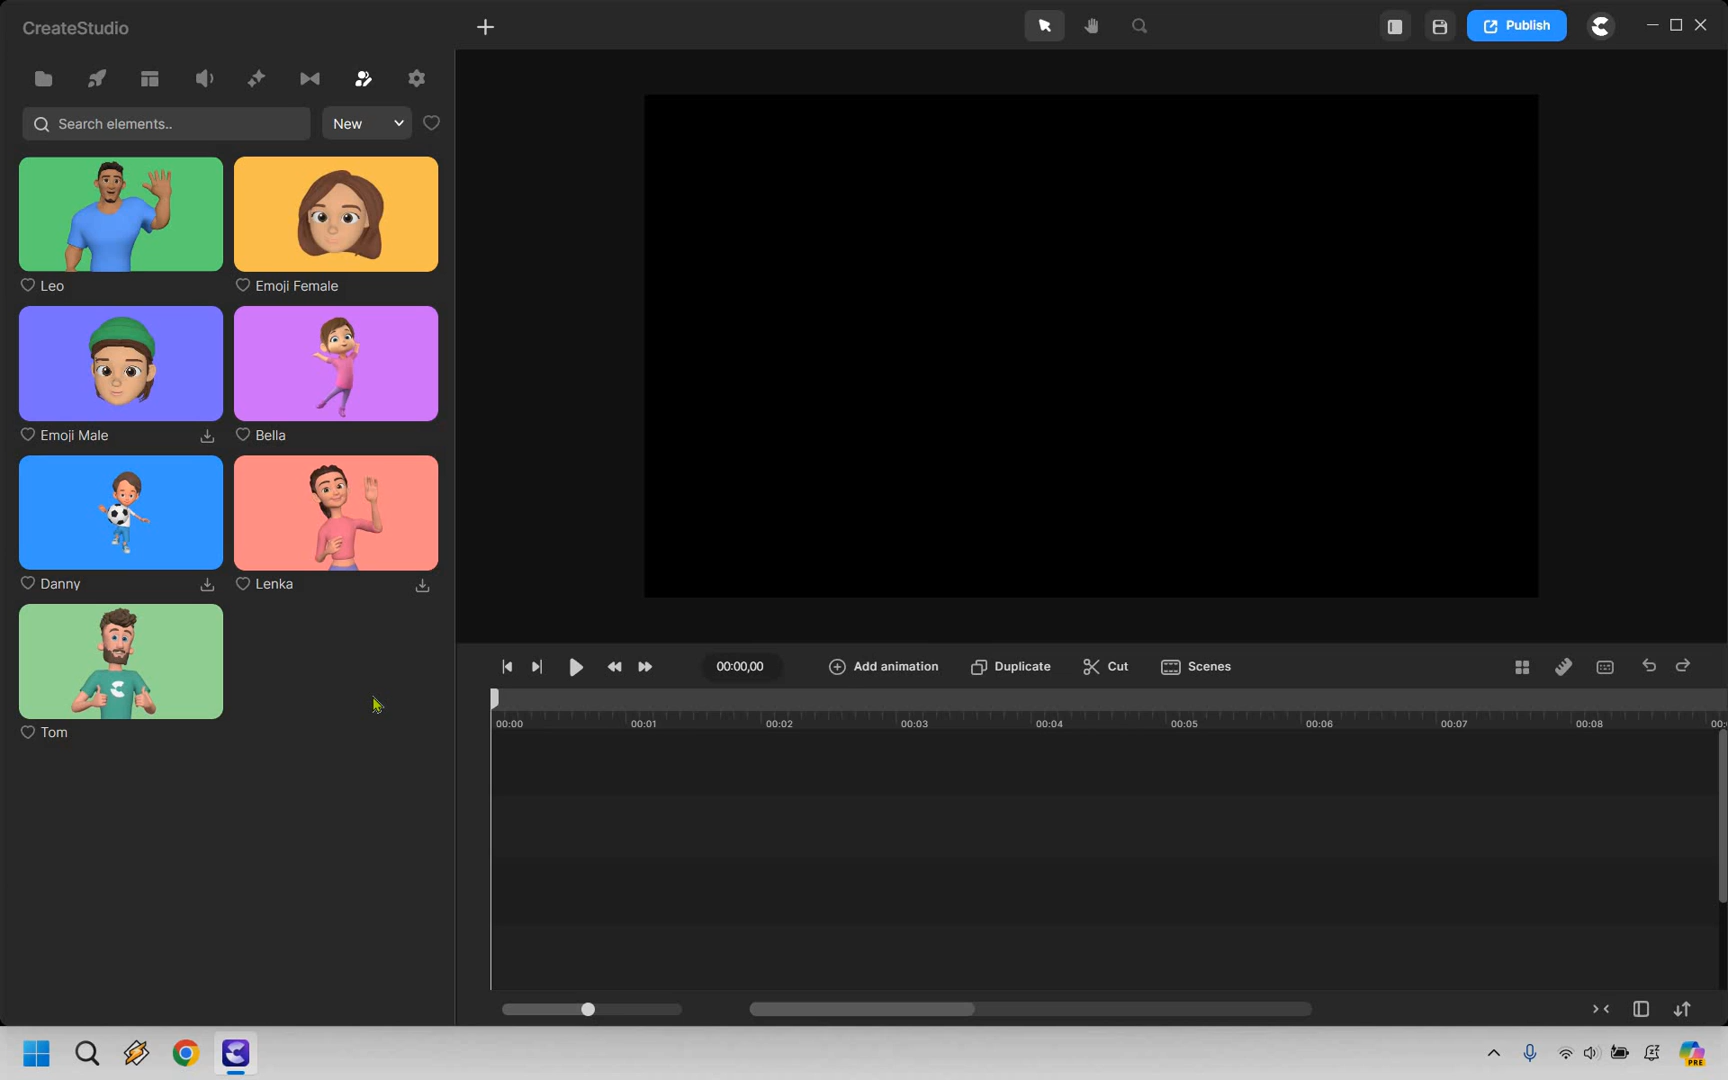 CreateStudio
Publish
Search elements..
New
Leo
Emoji Female
Emoji Male
Bella
Danny
Lenka
Tom
00:00,00
Add animation
Duplicate
Cut
Scenes
00:00
00:01
00:02
00:03
00:04
00:05
00:06
00:07
00:08
00:
PRE